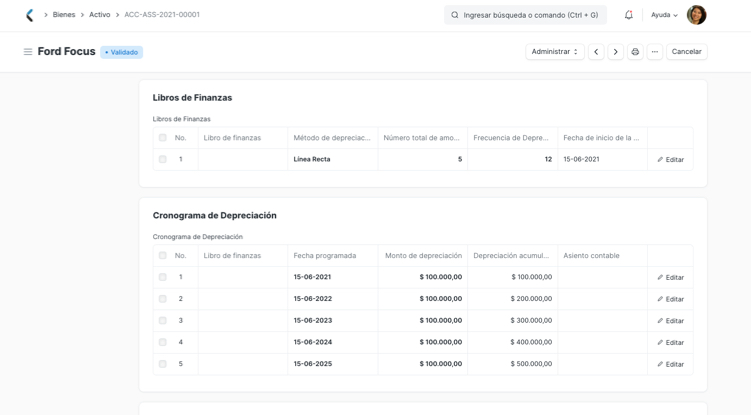 Bienes > Activo > ACC-ASS-2021-00001
Ingresar búsqueda o comando (Ctrl + G)
Ayuda
Ford Focus
• Validado
Administrar
Cancelar
Libros de Finanzas
Libros de Finanzas
No. Libro de finanzas Método de depreciac... Número total de amo... Frecuencia de Depre... Fecha de inicio de la ...
1 Línea Recta 5 12 15-06-2021 Editar
Cronograma de Depreciación
Cronograma de Depreciación
No. Libro de finanzas Fecha programada Monto de depreciación Depreciación acumul... Asiento contable
1 15-06-2021 $ 100.000,00 $ 100.000,00 Editar
2 15-06-2022 $ 100.000,00 $ 200.000,00 Editar
3 15-06-2023 $ 100.000,00 $ 300.000,00 Editar
4 15-06-2024 $ 100.000,00 $ 400.000,00 Editar
5 15-06-2025 $ 100.000,00 $ 500.000,00 Editar